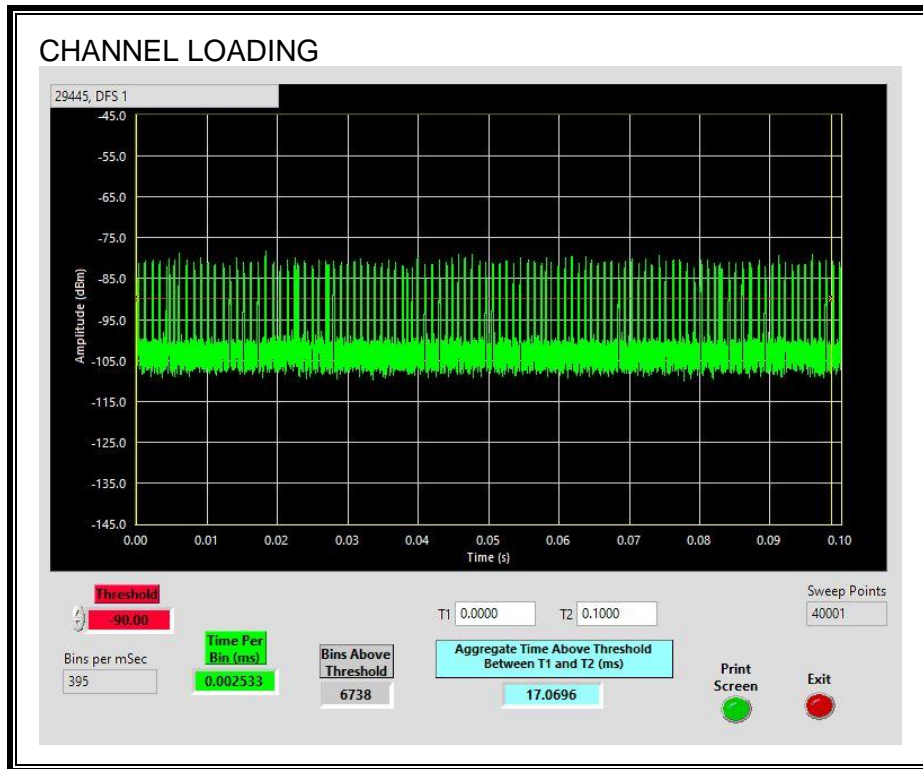 CHANNEL LOADING
29445, DFS 1
-45.0
-55.0
-65.0
-75.0
-85.0
-95.0
-105.0
-115.0
-125.0
-135.0
-145.0
Amplitude (dBm)
0.00 0.01 0.02 0.03 0.04 0.05 0.06 0.07 0.08 0.09 0.10
Time (s)
Threshold
-90.00
Bins per mSec
395
Time Per
Bin (ms)
0.002533
Bins Above
Threshold
6738
T1 0.0000 T2 0.1000
Aggregate Time Above Threshold
Between T1 and T2 (ms)
17.0696
Sweep Points
40001
Print
Screen
Exit